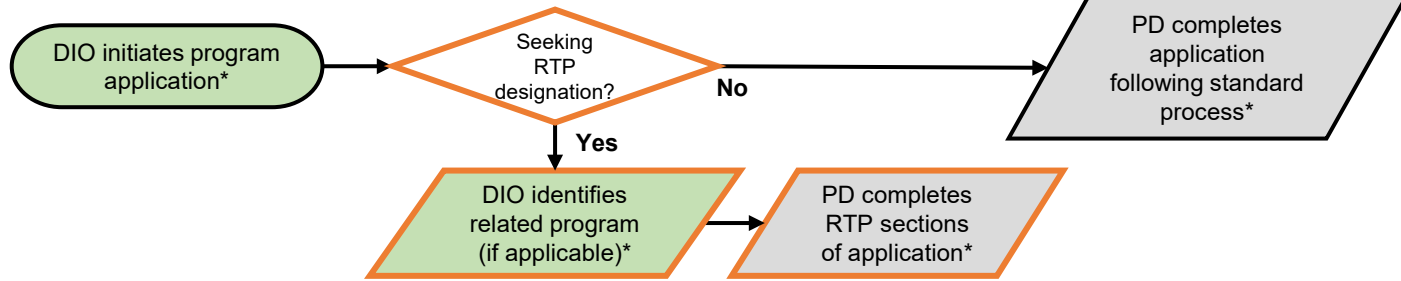 DIO initiates program
application*
Seeking
RTP
designation?
No
PD completes
application
following standard
process*
Yes
DIO identifies
related program
(if applicable)*
PD completes
RTP sections
of application*